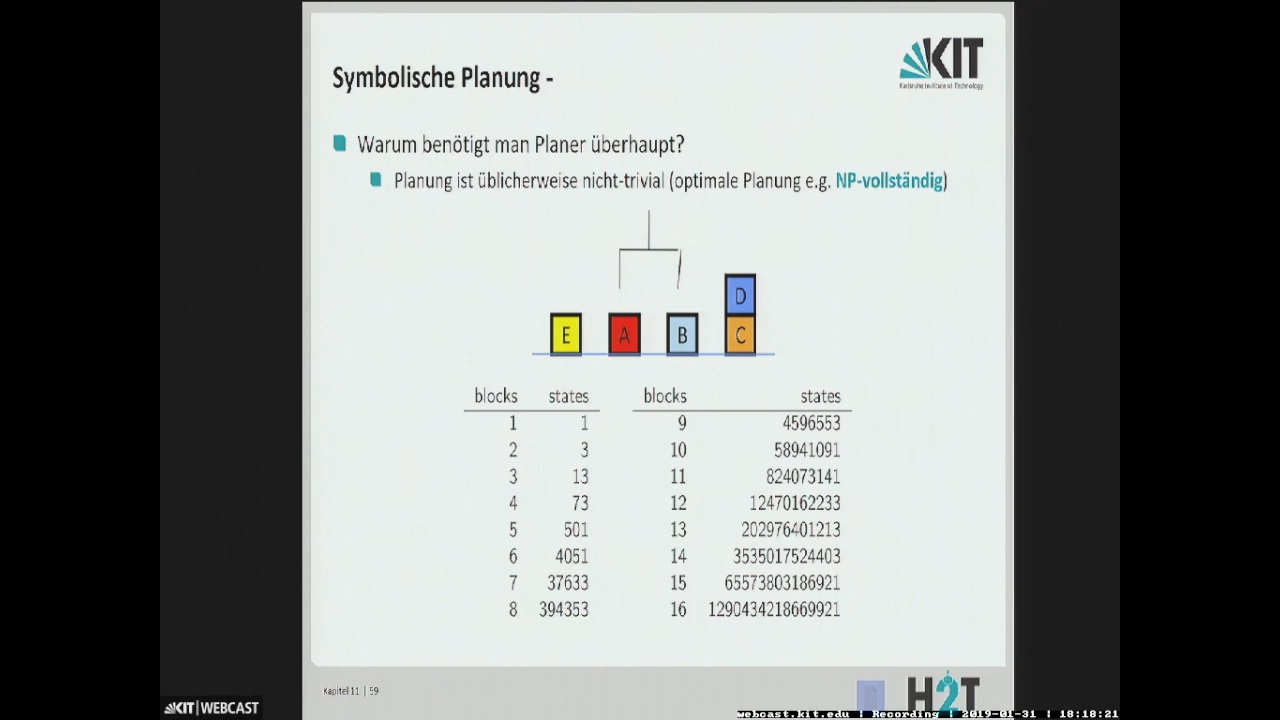 KIT
Karlsruhe Institute of Technology
Symbolische Planung -
Warum benötigt man Planer überhaupt?
Planung ist üblicherweise nicht-trivial (optimale Planung e.g. NP-vollständig)
D
E A B C
blocks states blocks states
1 1 9 4596553
2 3 10 58941091
3 13 11 824073141
4 73 12 12470162233
5 501 13 202976401213
6 4051 14 3535017524403
7 37633 15 65573803186921
8 394353 16 1290434218669921
Kapitel 11 | 59
H2T
KIT | WEBCAST
webcast.kit.edu | Recording | 2019-01-31 | 18:18:21